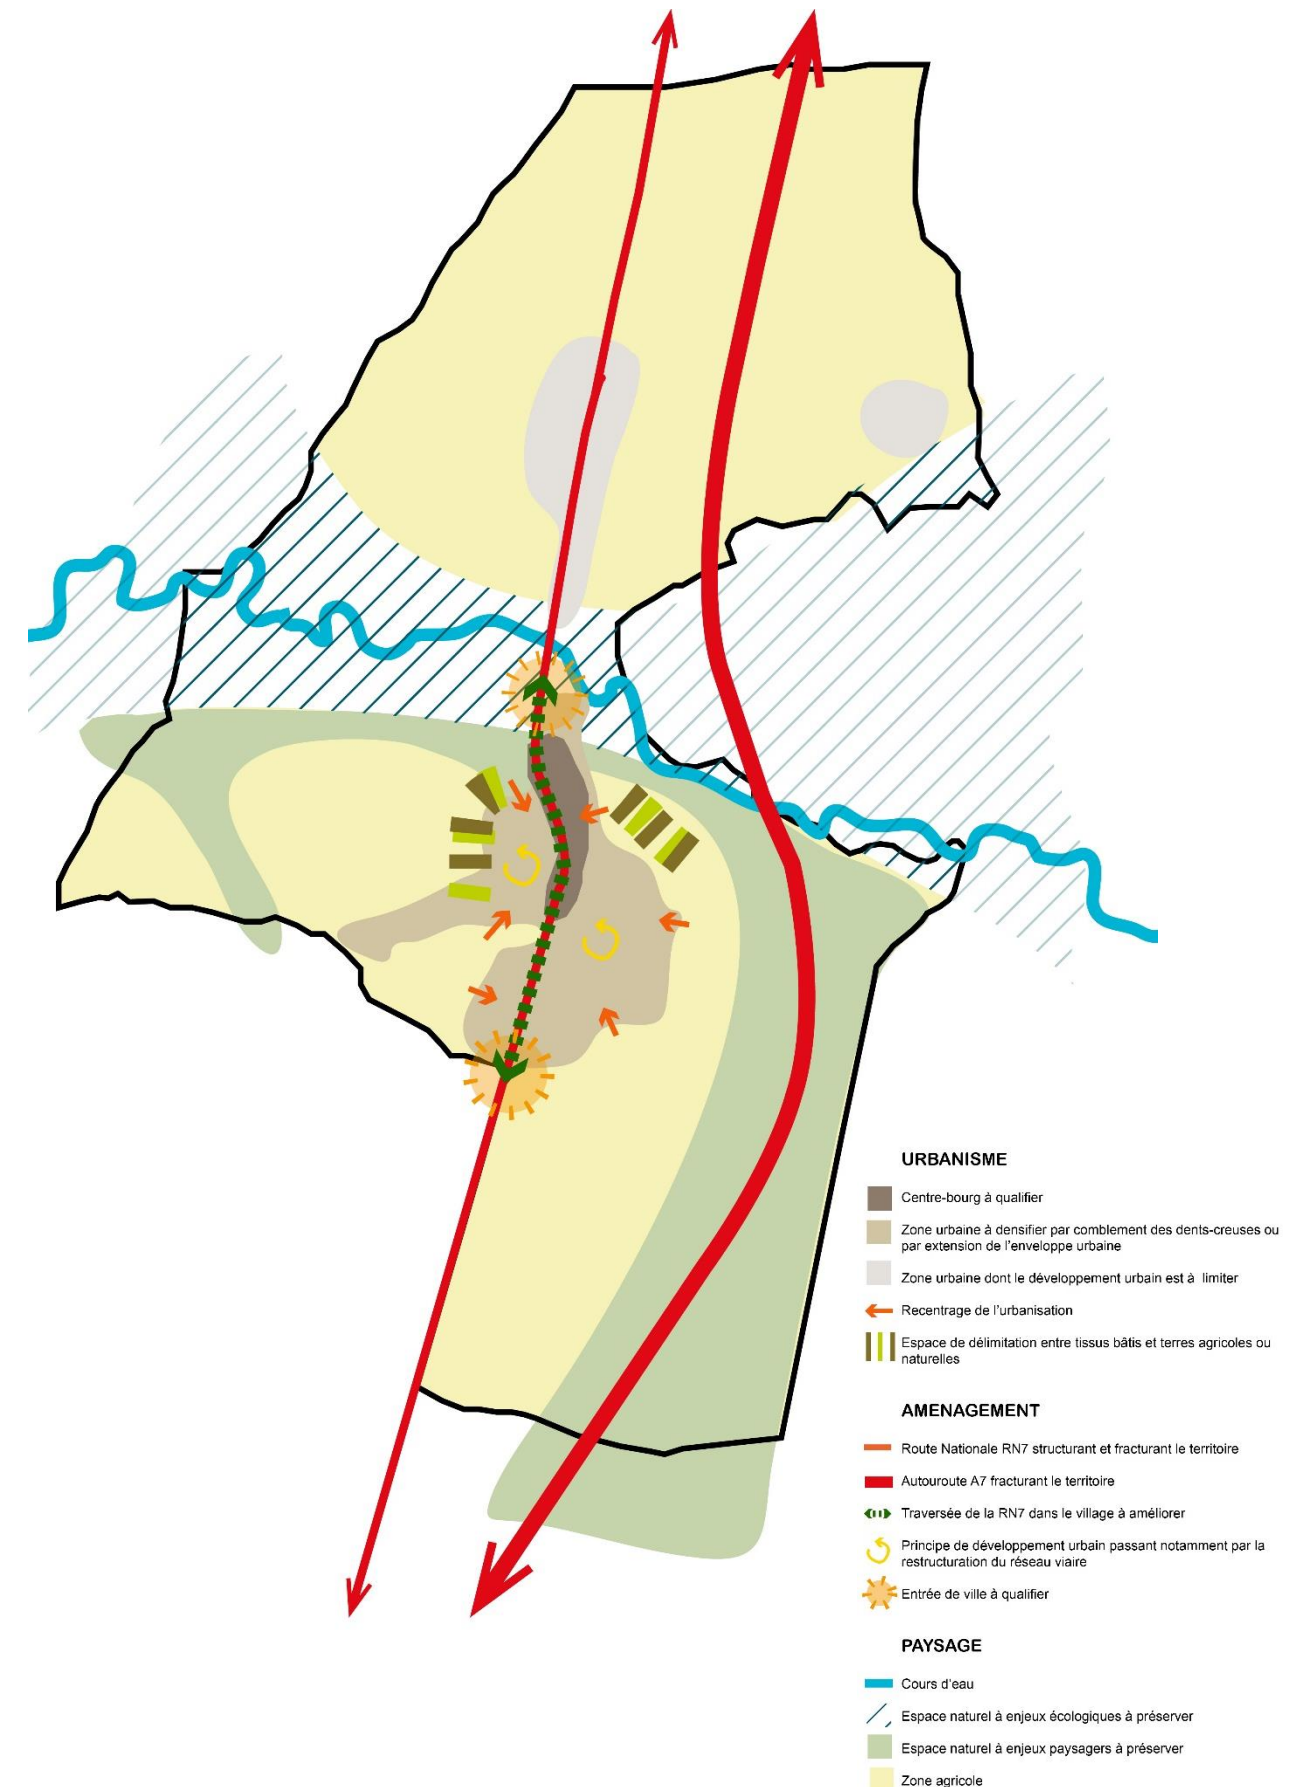 URBANISME
Centre-bourg à qualifier
Zone urbaine à densifier par comblement des dents-creuses ou
par extension de l'enveloppe urbaine
Zone urbaine dont le développement urbain est à limiter
Recentrage de l'urbanisation
Espace de délimitation entre tissus bâtis et terres agricoles ou
naturelles
AMENAGEMENT
Route Nationale RN7 structurant et fracturant le territoire
Autouroute A7 fracturant le territoire
Traversée de la RN7 dans le village à améliorer
Principe de développement urbain passant notamment par la
restructuration du réseau viaire
Entrée de ville à qualifier
PAYSAGE
Cours d'eau
Espace naturel à enjeux écologiques à préserver
Espace naturel à enjeux paysagers à préserver
Zone agricole